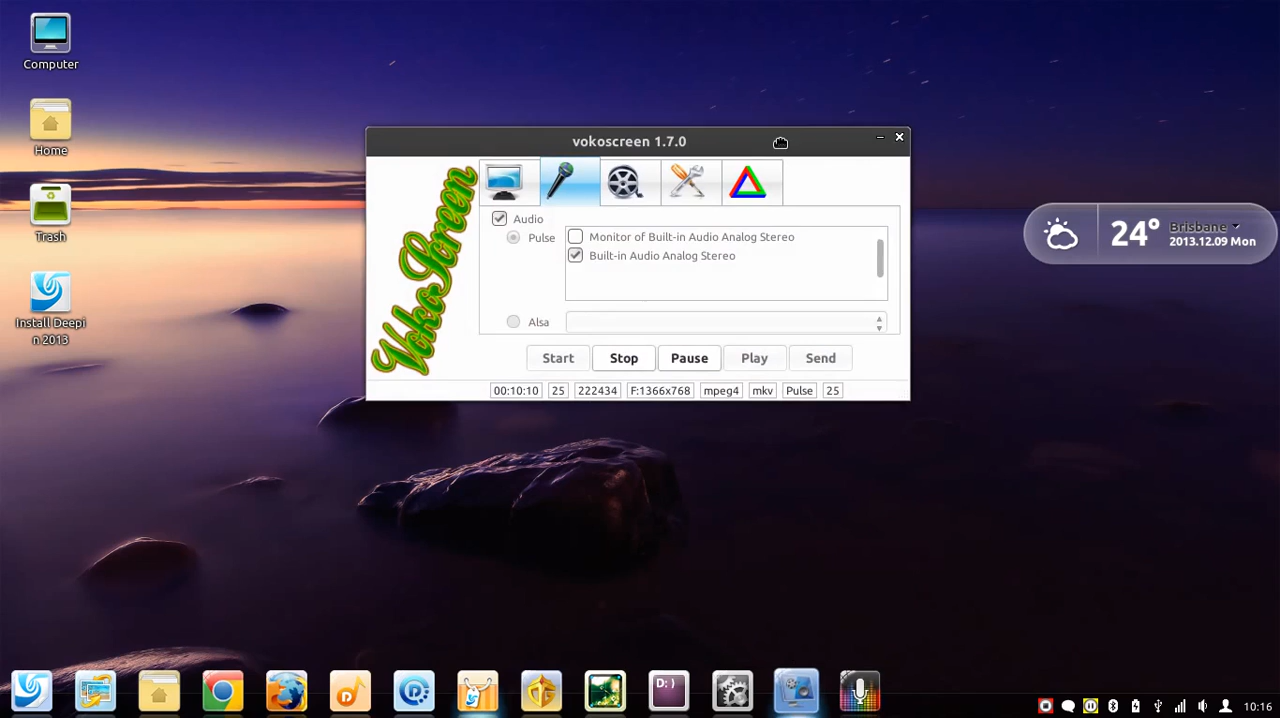 Computer
Home
Trash
Install Deepi
n 2013
vokoscreen 1.7.0
VokoScreen
Audio
Pulse
Monitor of Built-in Audio Analog Stereo
Built-in Audio Analog Stereo
Alsa
Start Stop Pause Play Send
00:10:10 25 222434 F:1366x768 mpeg4 mkv Pulse 25
24° Brisbane
2013.12.09 Mon
D:)
10:16